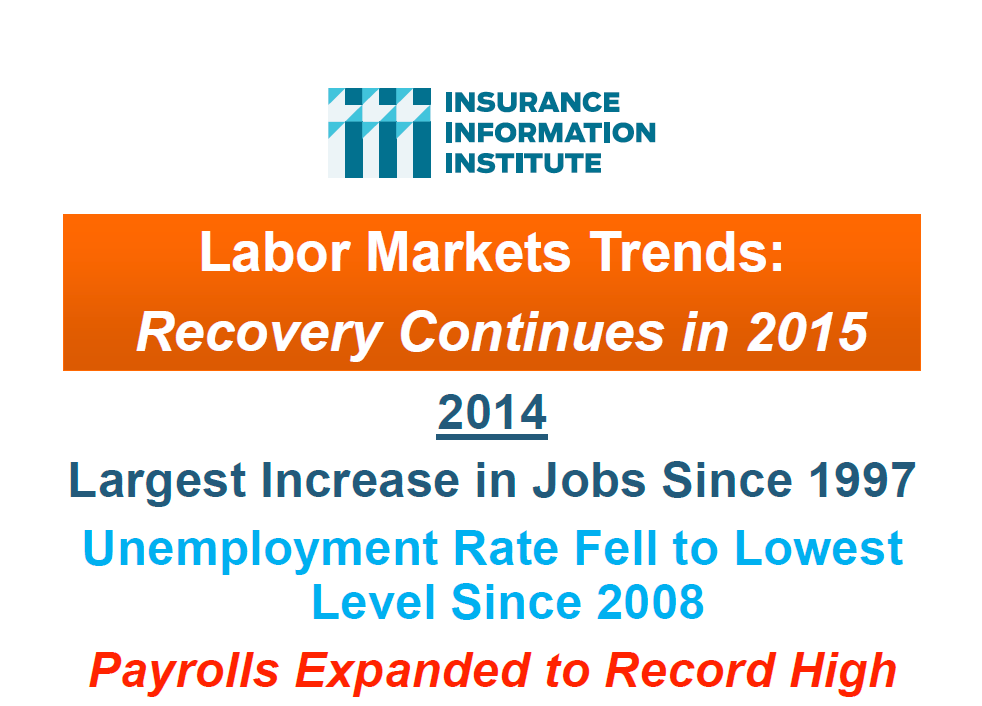 INSURANCE
INFORMATION
INSTITUTE
Labor Markets Trends:
Recovery Continues in 2015
2014
Largest Increase in Jobs Since 1997
Unemployment Rate Fell to Lowest
Level Since 2008
Payrolls Expanded to Record High